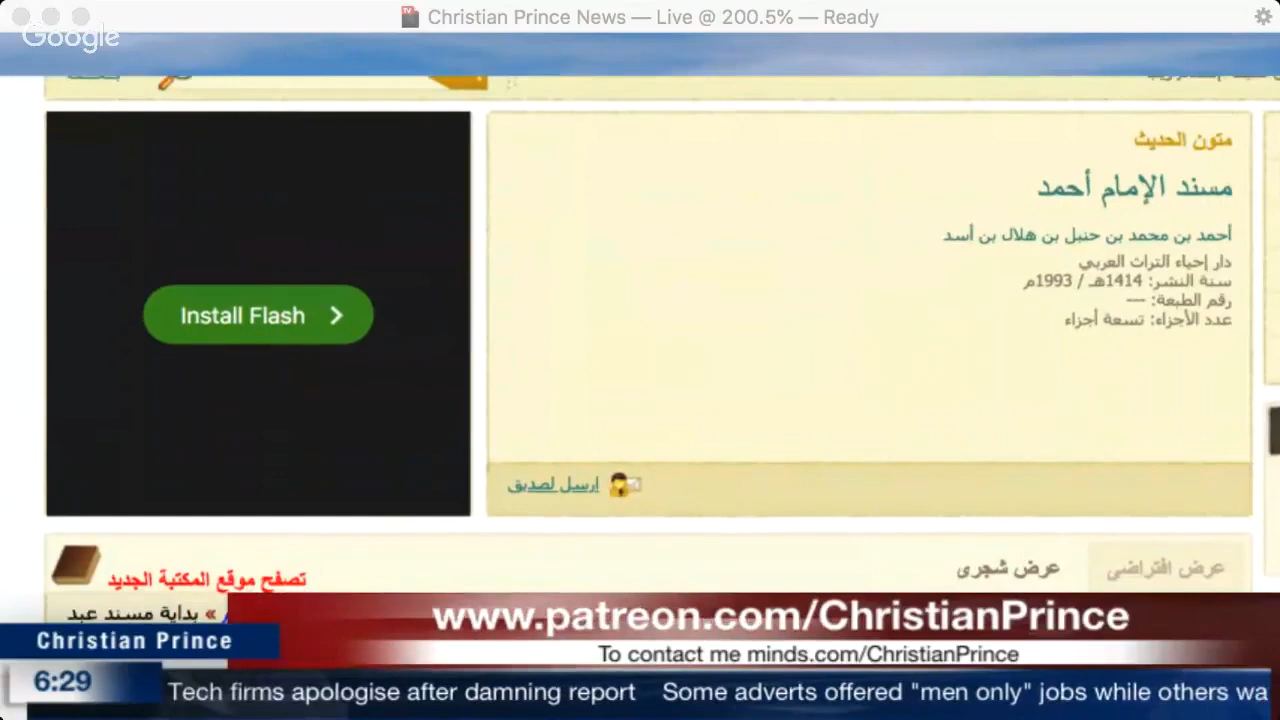 Christian Prince News — Live @ 200.5% — Ready
Google
متون الحديث
مسند الإمام أحمد
أحمد بن محمد بن حنبل بن هلال بن أسد
دار إحياء التراث العربي
سنة النشر: 1414هـ / 1993م
رقم الطبعة: ---
عدد الأجزاء: تسعة أجزاء
Install Flash
ارسل لصديق
عرض افتراضي
عرض شجري
تصفح موقع المكتبة الجديد
» بداية مسند عبد
www.patreon.com/ChristianPrince
Christian Prince
To contact me minds.com/ChristianPrince
6:29
Tech firms apologise after damning report Some adverts offered "men only" jobs while others wa